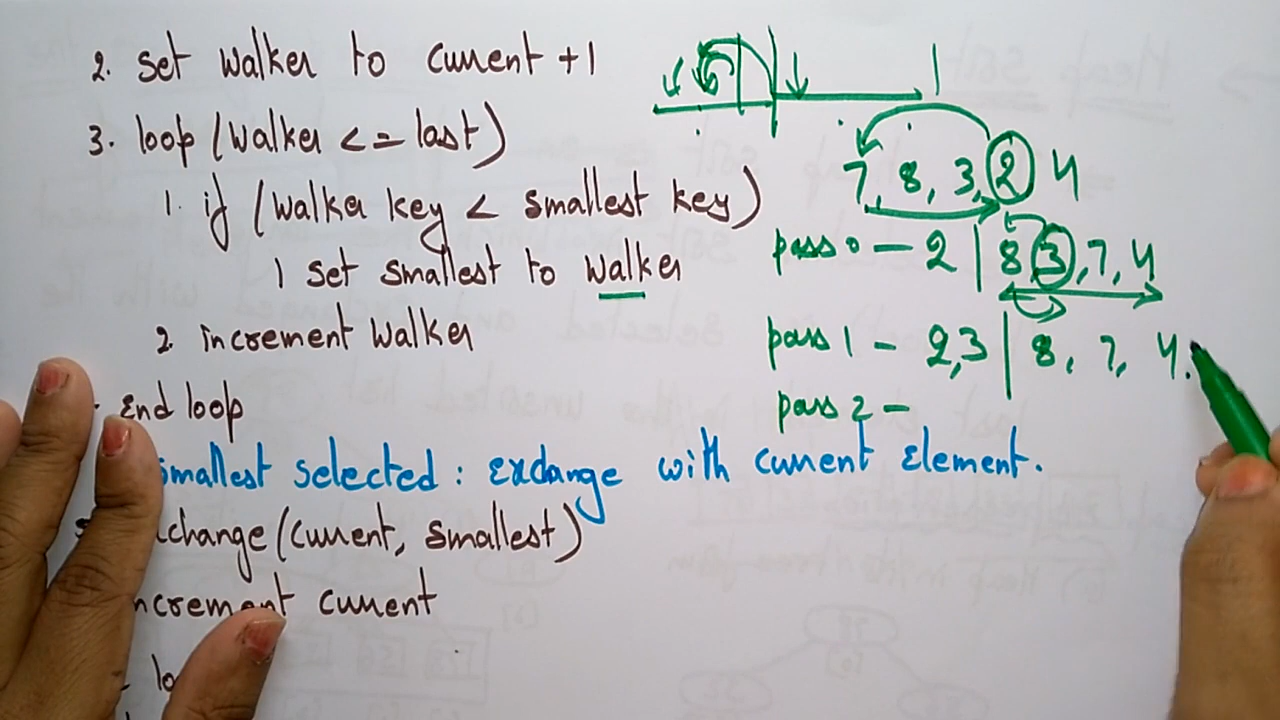 2. Set walker to current +1
3. loop (walker <= last)
1. if (walker key < smallest key)
1 set smallest to walker
2 increment walker
End loop
smallest selected : Exchange with current Element.
change (current, smallest)
ncrement current
7, 8, 3, 2 4
pass 0 – 2 | 8 3, 7, 4
pass 1 – 2,3 | 8, 7, 4.
pass 2 –